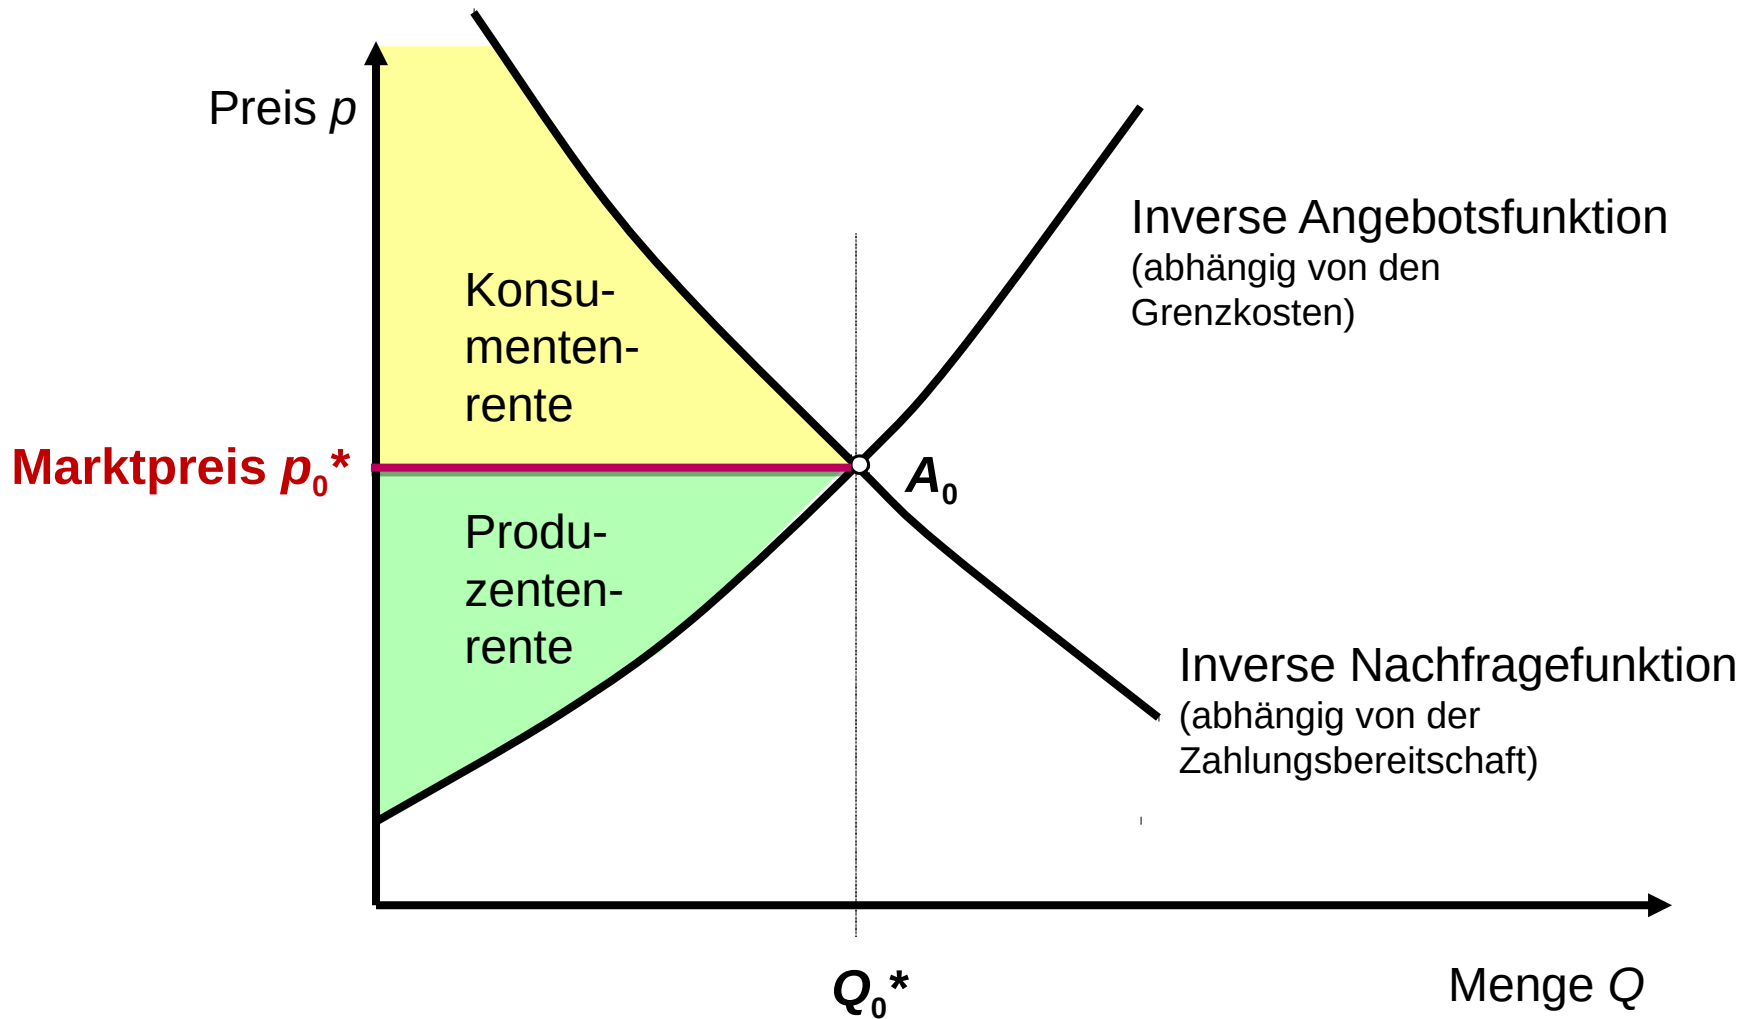 Preis p
Inverse Angebotsfunktion
(abhängig von den
Grenzkosten)
Konsu-
menten-
rente
Marktpreis p0*
A0
Produ-
zenten-
rente
Inverse Nachfragefunktion
(abhängig von der
Zahlungsbereitschaft)
Q0*
Menge Q